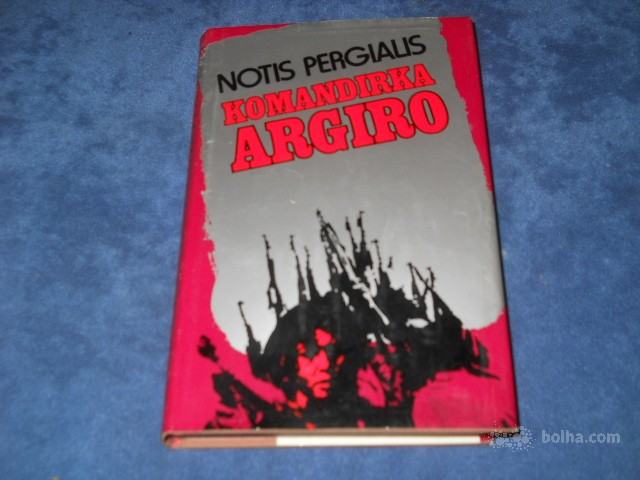 NOTIS PERGIALIS
KOMANDIRKA
ARGIRO
bolha.com